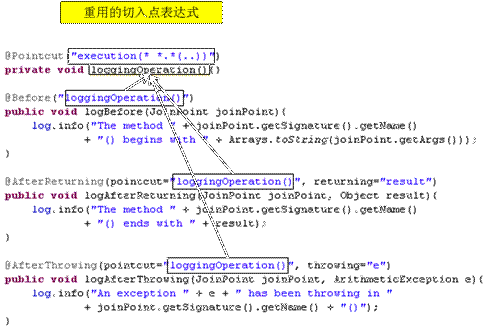 重用的切入点表达式
@Pointcut("execution(* *.*(..))")
private void loggingOperation(){}
@Before("loggingOperation()")
public void logBefore(JoinPoint joinPoint){
log.info("The method " + joinPoint.getSignature().getName()
+ "() begins with " + Arrays.toString(joinPoint.getArgs()));
}
@AfterReturning(pointcut="loggingOperation()", returning="result")
public void logAfterReturning(JoinPoint joinPoint, Object result){
log.info("The method " + joinPoint.getSignature().getName()
+ "() ends with " + result);
}
@AfterThrowing(pointcut="loggingOperation()", throwing="e")
public void logAfterThrowing(JoinPoint joinPoint, ArithmeticException e){
log.info("An exception " + e + " has been throwing in "
+ joinPoint.getSignature().getName() + "()");
}